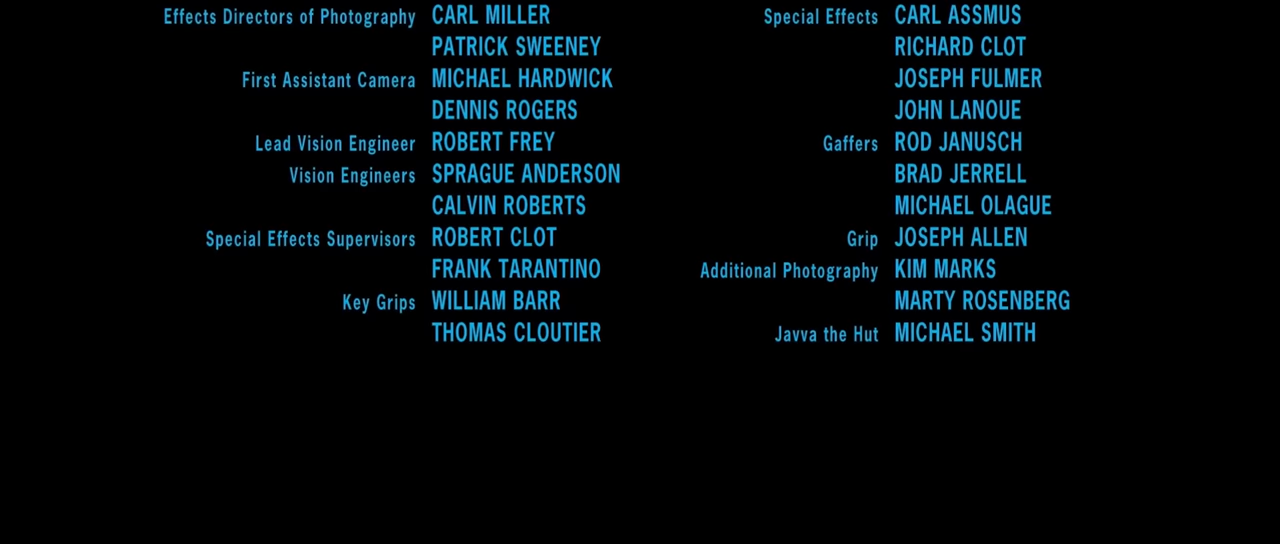 Effects Directors of Photography CARL MILLER
PATRICK SWEENEY
First Assistant Camera MICHAEL HARDWICK
DENNIS ROGERS
Lead Vision Engineer ROBERT FREY
Vision Engineers SPRAGUE ANDERSON
CALVIN ROBERTS
Special Effects Supervisors ROBERT CLOT
FRANK TARANTINO
Key Grips WILLIAM BARR
THOMAS CLOUTIER
Special Effects CARL ASSMUS
RICHARD CLOT
JOSEPH FULMER
JOHN LANOUE
Gaffers ROD JANUSCH
BRAD JERRELL
MICHAEL OLAGUE
Grip JOSEPH ALLEN
Additional Photography KIM MARKS
MARTY ROSENBERG
Javva the Hut MICHAEL SMITH